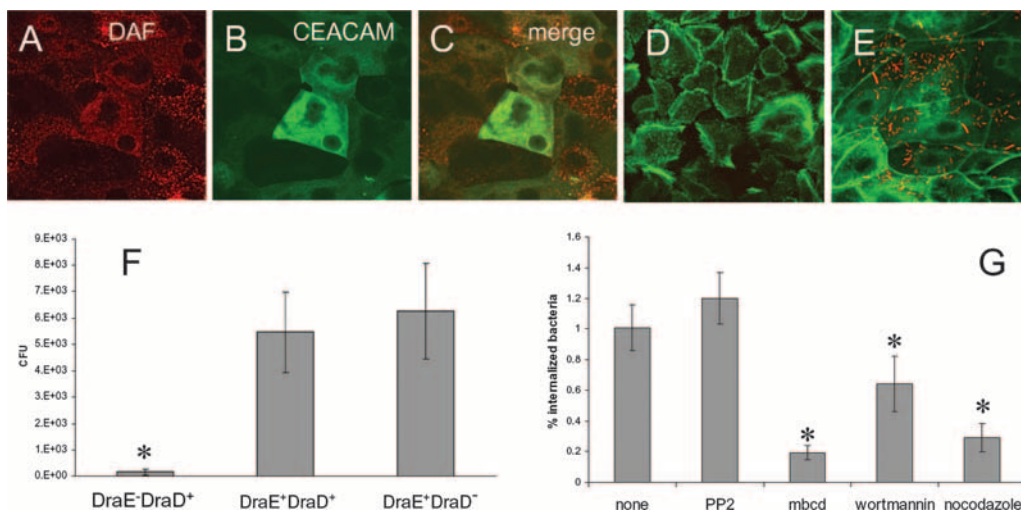 A DAF
B CEACAM
C merge
D
E
F
9.E+03
8.E+03
7.E+03
6.E+03
5.E+03
4.E+03
3.E+03
2.E+03
1.E+03
0.E+00
CFU
*
DraE⁻DraD⁺
DraE⁺DraD⁺
DraE⁺DraD⁻
G
1.6
1.4
1.2
1
0.8
0.6
0.4
0.2
0
% internalized bacteria
*
*
*
none
PP2
mbcd
wortmannin
nocodazole